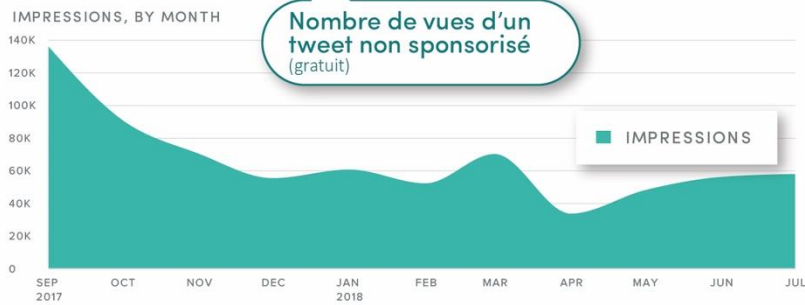 IMPRESSIONS, BY MONTH
Nombre de vues d’un
tweet non sponsorisé
(gratuit)
140K
120K
100K
80K
60K
40K
20K
0
IMPRESSIONS
SEP OCT NOV DEC JAN FEB MAR APR MAY JUN JUL
2017 2018